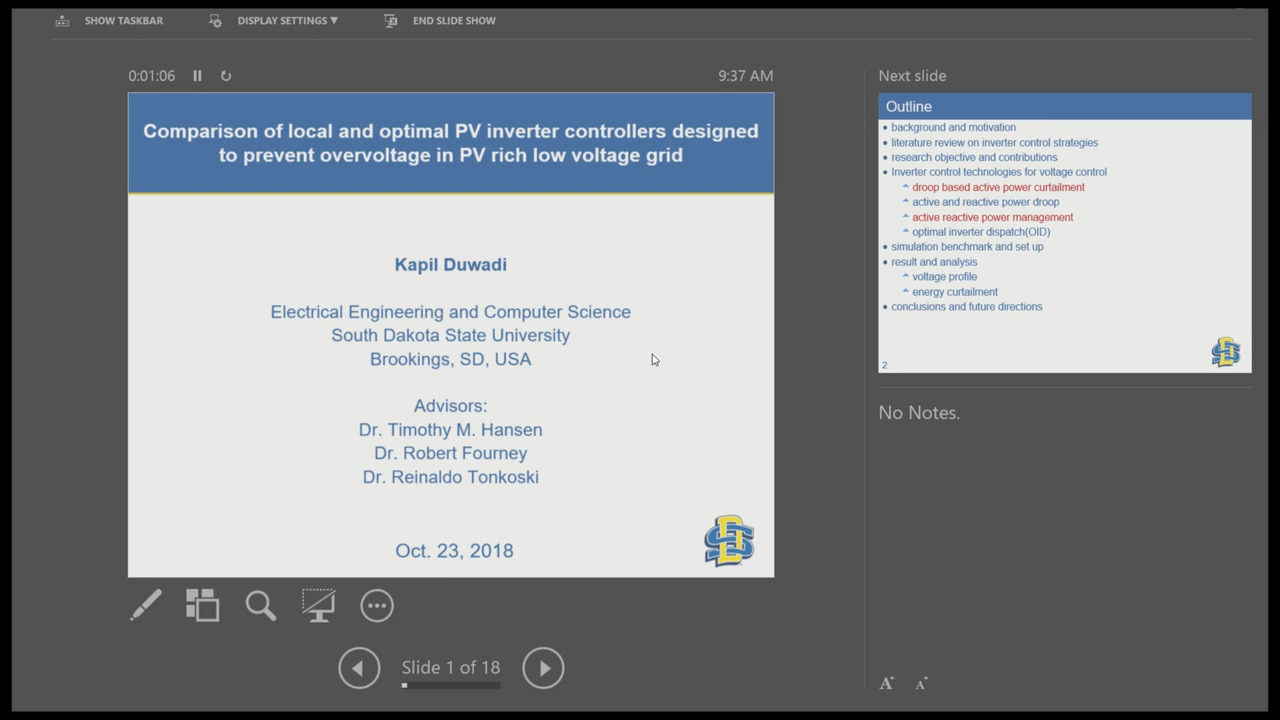 SHOW TASKBAR
DISPLAY SETTINGS ▼
END SLIDE SHOW
0:01:06
9:37 AM
Next slide
Comparison of local and optimal PV inverter controllers designed
to prevent overvoltage in PV rich low voltage grid
Kapil Duwadi
Electrical Engineering and Computer Science
South Dakota State University
Brookings, SD, USA
Advisors:
Dr. Timothy M. Hansen
Dr. Robert Fourney
Dr. Reinaldo Tonkoski
Oct. 23, 2018
Slide 1 of 18
Outline
• background and motivation
• literature review on inverter control strategies
• research objective and contributions
• Inverter control technologies for voltage control
droop based active power curtailment
active and reactive power droop
active reactive power management
optimal inverter dispatch(OID)
• simulation benchmark and set up
• result and analysis
voltage profile
energy curtailment
• conclusions and future directions
2
No Notes.
A A